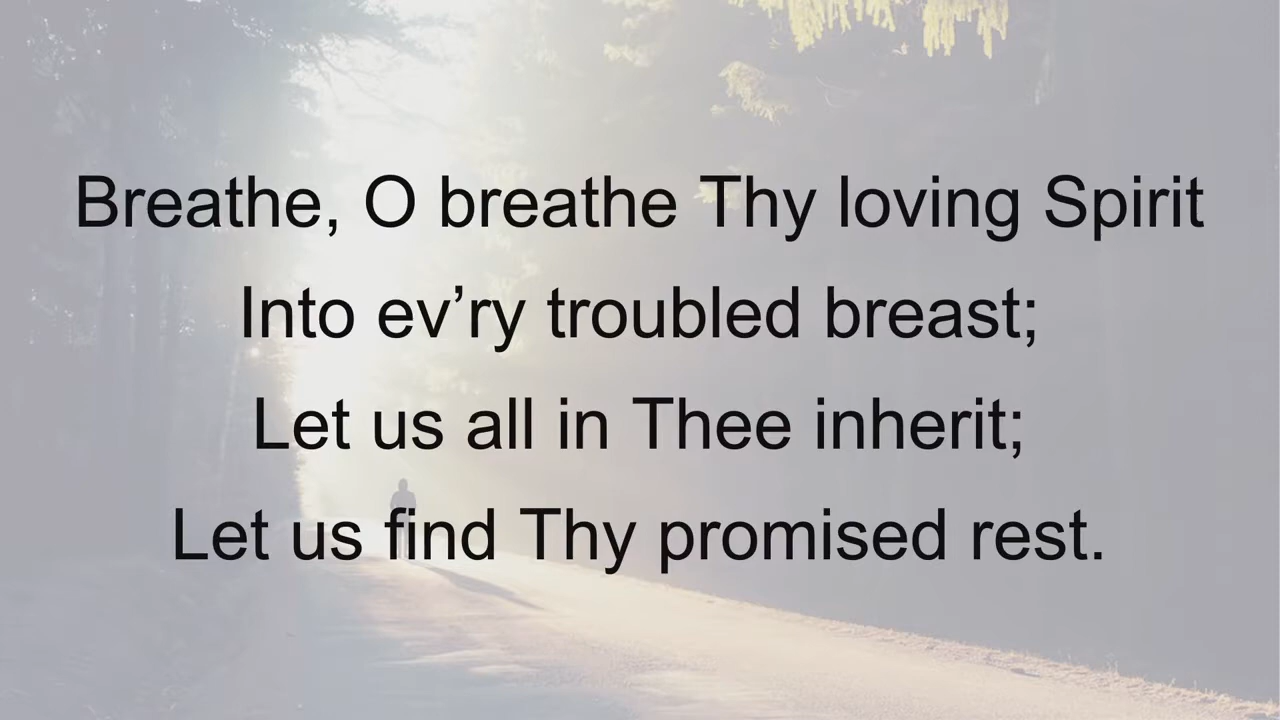 Breathe, O breathe Thy loving Spirit
Into ev’ry troubled breast;
Let us all in Thee inherit;
Let us find Thy promised rest.